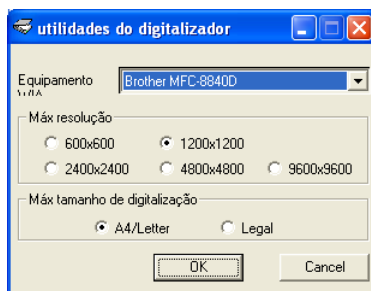 utilidades do digitalizador
Equipamento
Brother MFC-8840D
Máx resolução
600x600 1200x1200
2400x2400 4800x4800 9600x9600
Máx tamanho de digitalização
A4/Letter Legal
OK Cancel